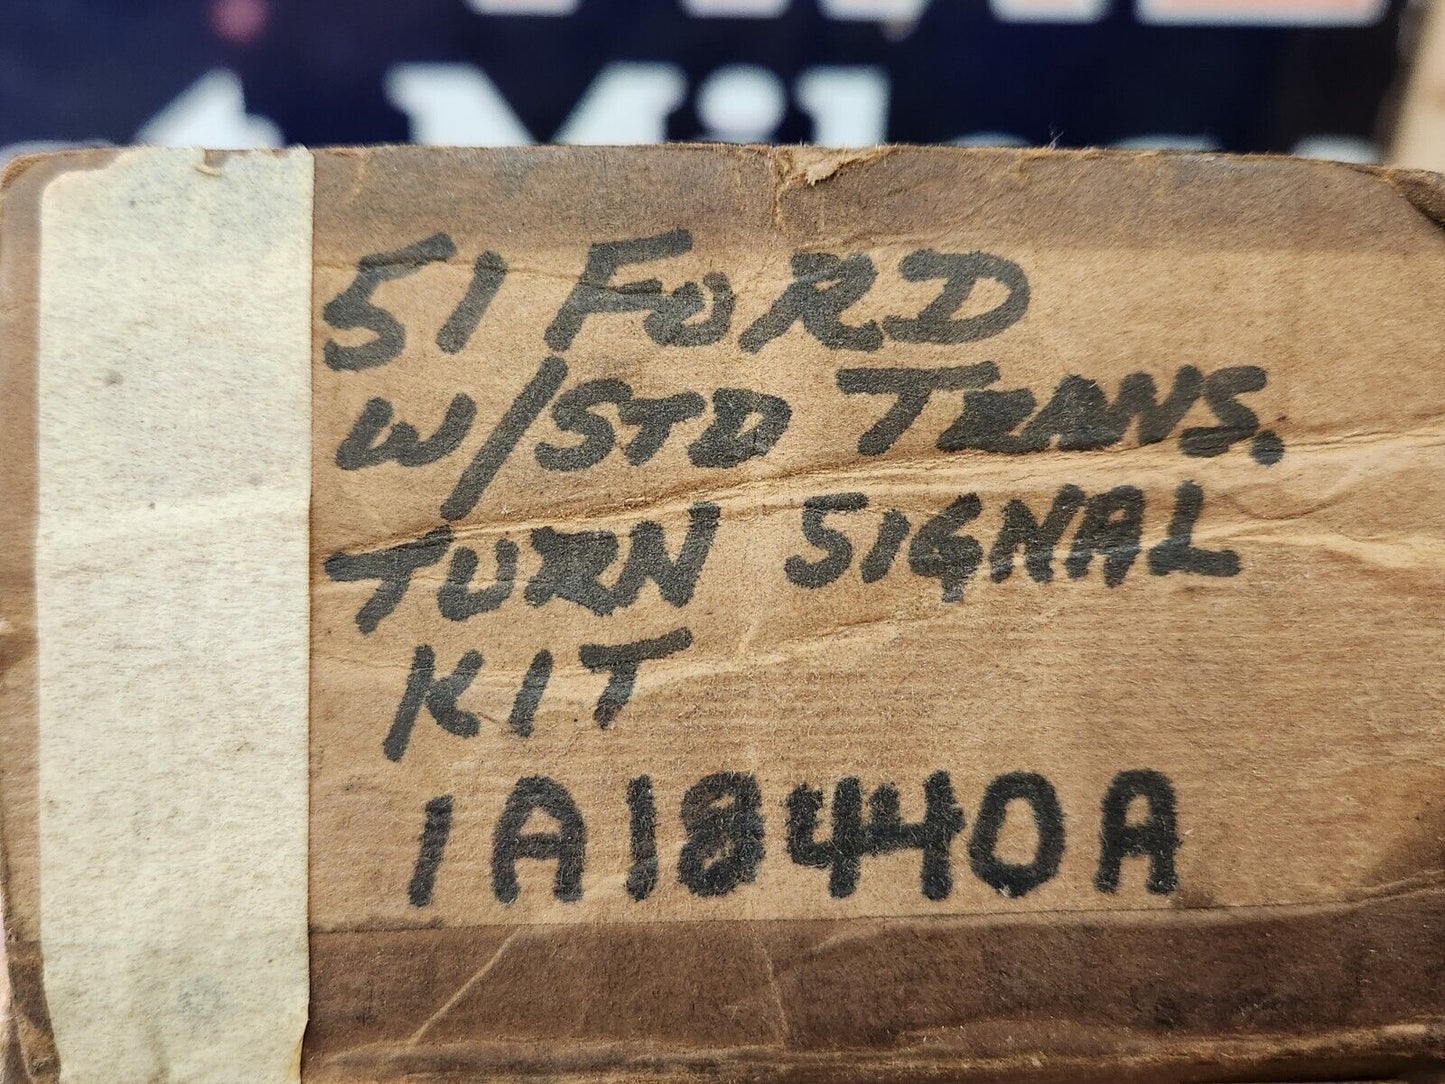 51 FORD
W/STD TRANS.
TURN SIGNAL
KIT
1A18440A